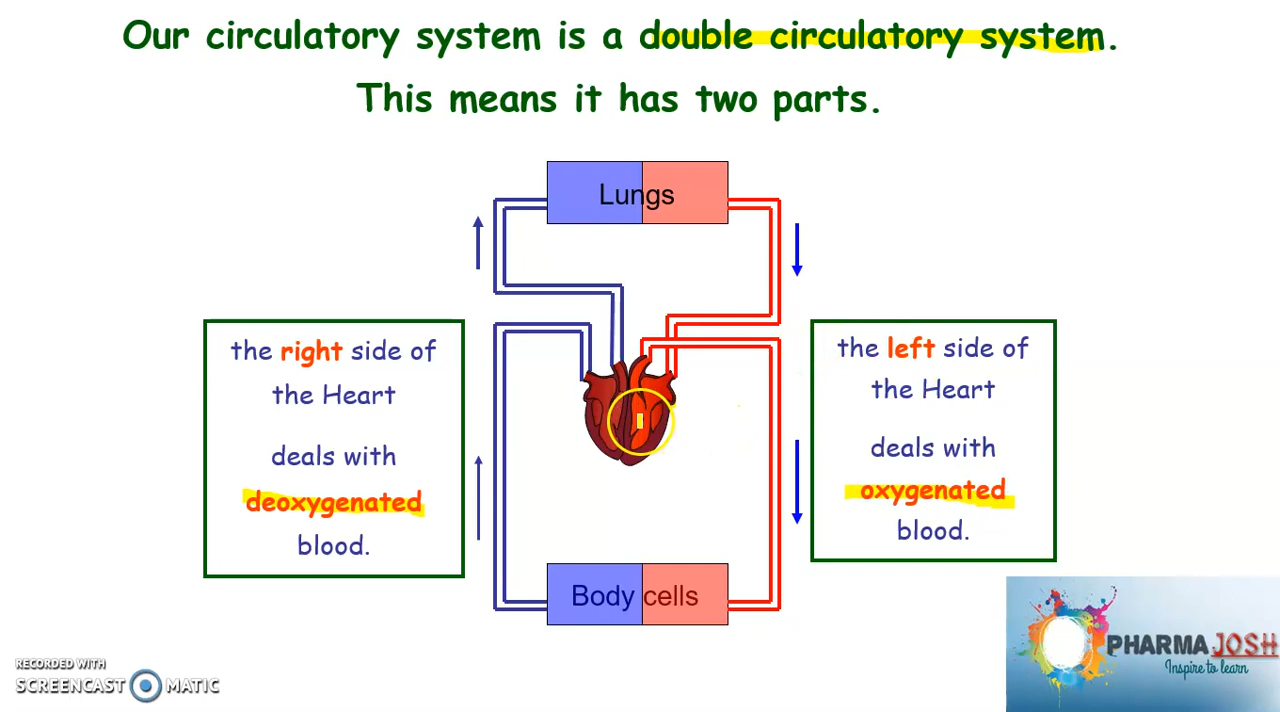 Our circulatory system is a double circulatory system.
This means it has two parts.
Lungs
the right side of
the Heart
deals with
deoxygenated
blood.
the left side of
the Heart
deals with
oxygenated
blood.
Body cells
RECORDED WITH
SCREENCAST MATIC
PHARMA JOSH
Inspire to learn